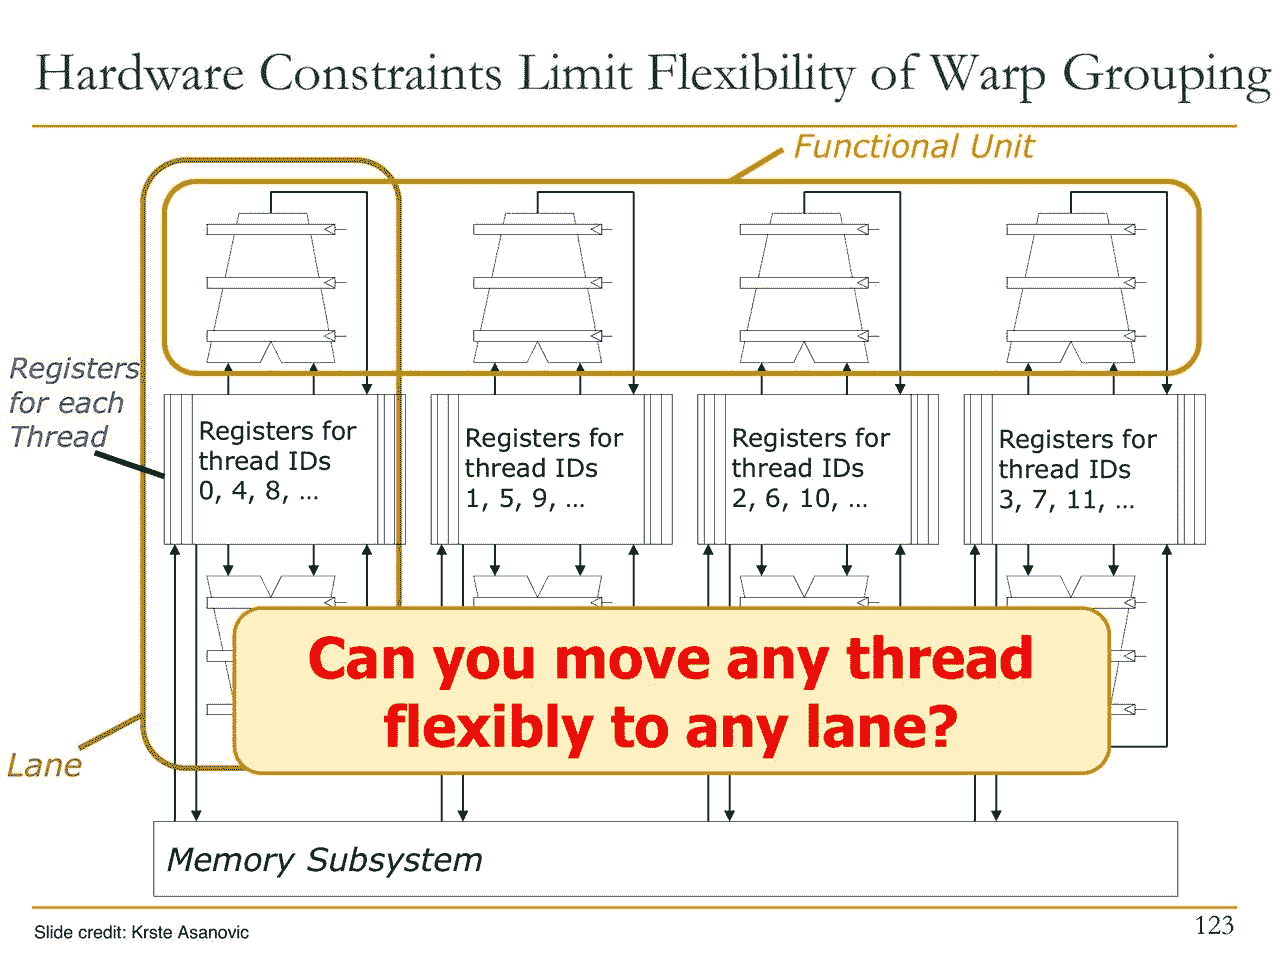 Hardware Constraints Limit Flexibility of Warp Grouping
Functional Unit
Registers
for each
Thread
Registers for
thread IDs
0, 4, 8, …
Registers for
thread IDs
1, 5, 9, …
Registers for
thread IDs
2, 6, 10, …
Registers for
thread IDs
3, 7, 11, …
Can you move any thread
flexibly to any lane?
Lane
Memory Subsystem
Slide credit: Krste Asanovic
123